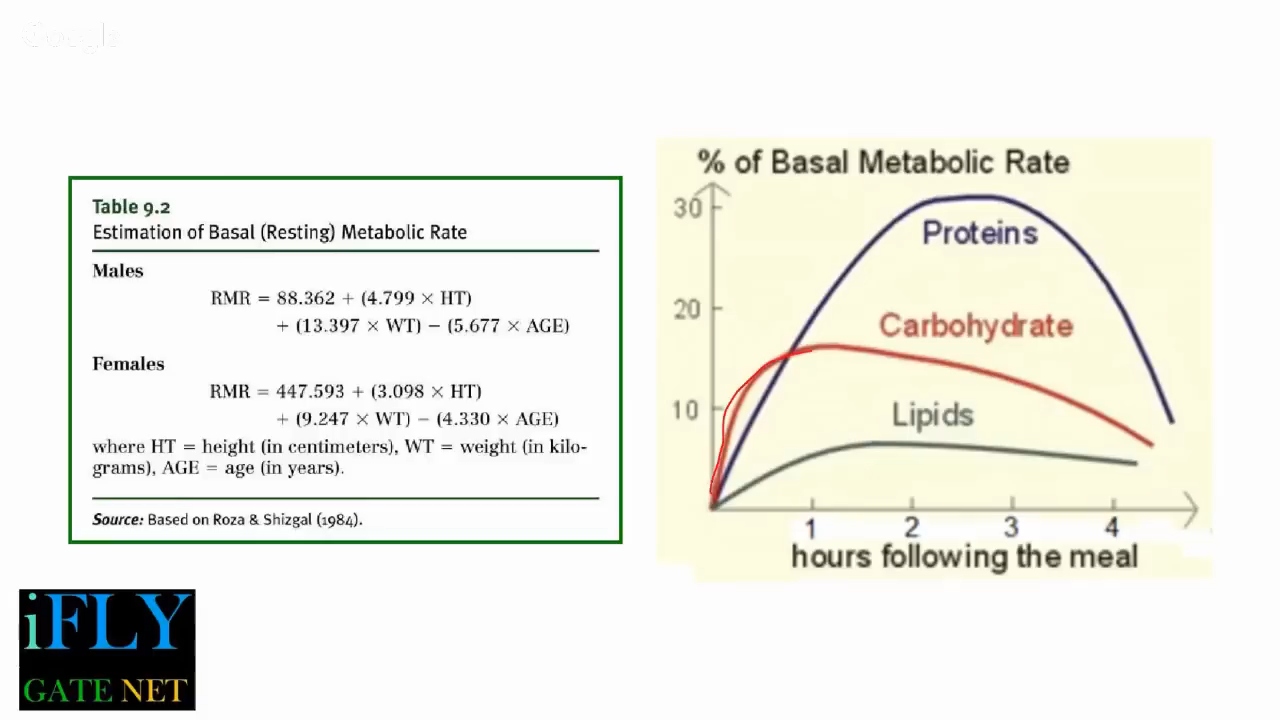 Google
Table 9.2
Estimation of Basal (Resting) Metabolic Rate
Males
RMR = 88.362 + (4.799 × HT)
+ (13.397 × WT) − (5.677 × AGE)
Females
RMR = 447.593 + (3.098 × HT)
+ (9.247 × WT) − (4.330 × AGE)
where HT = height (in centimeters), WT = weight (in kilo-
grams), AGE = age (in years).
Source: Based on Roza & Shizgal (1984).
% of Basal Metabolic Rate
30
Proteins
20
Carbohydrate
10
Lipids
1 2 3 4
hours following the meal
iFLY
GATE NET